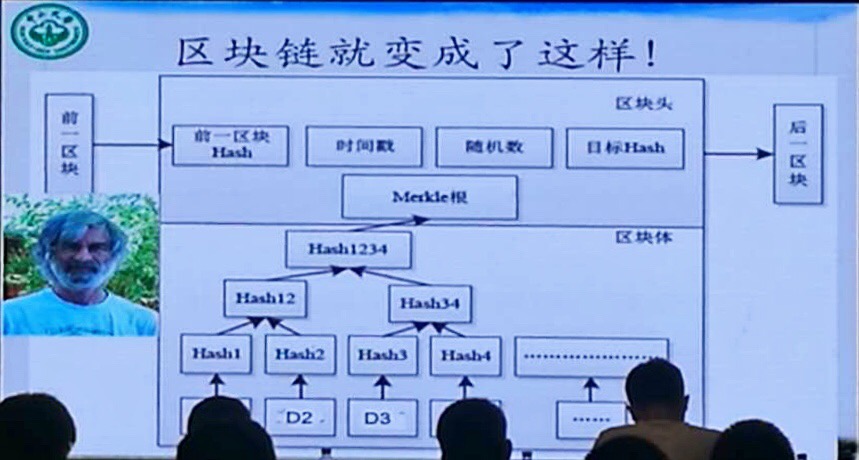 区块链就变成了这样!
区块头
前一区块
前一区块
Hash
时间戳
随机数
目标Hash
后一区块
Merkle根
区块体
Hash1234
Hash12
Hash34
Hash1
Hash2
Hash3
Hash4
.....................
D2
D3
......